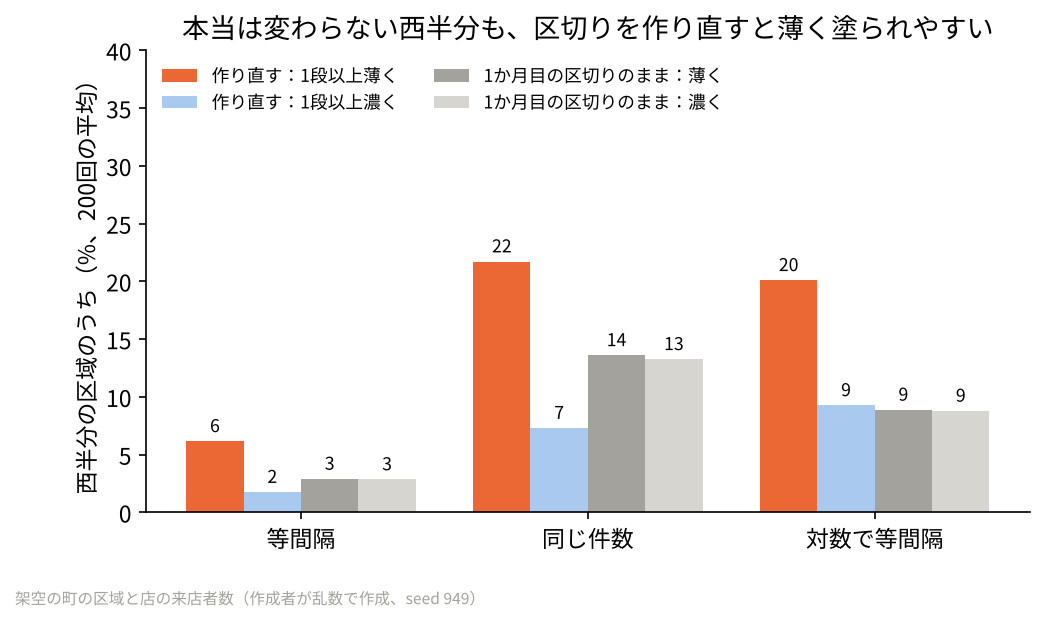 本当は変わらない西半分も、区切りを作り直すと薄く塗られやすい
西半分の区域のうち（%、200回の平均）
40
35
30
25
20
15
10
5
0
作り直す：1段以上薄く
作り直す：1段以上濃く
1か月目の区切りのまま：薄く
1か月目の区切りのまま：濃く
6
2
3
3
22
7
14
13
20
9
9
9
等間隔
同じ件数
対数で等間隔
架空の町の区域と店の来店者数（作成者が乱数で作成、seed 949）